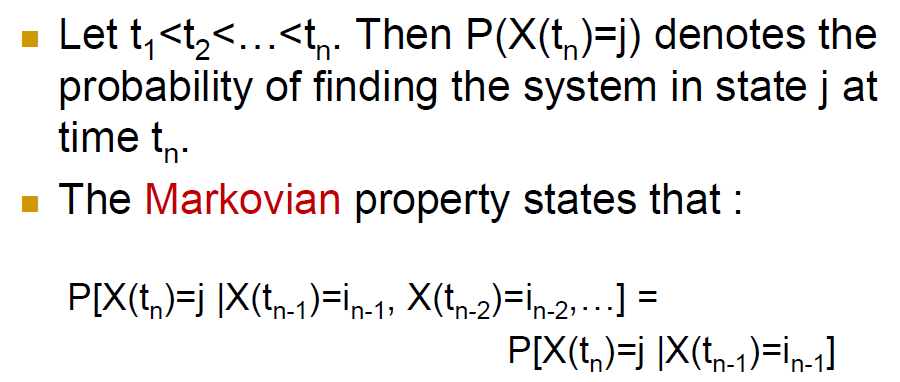 ▪ Let t₁<t₂<…<tₙ. Then P(X(tₙ)=j) denotes the
probability of finding the system in state j at
time tₙ.
▪ The Markovian property states that :
P[X(tₙ)=j |X(tₙ₋₁)=iₙ₋₁, X(tₙ₋₂)=iₙ₋₂,…] =
P[X(tₙ)=j |X(tₙ₋₁)=iₙ₋₁]